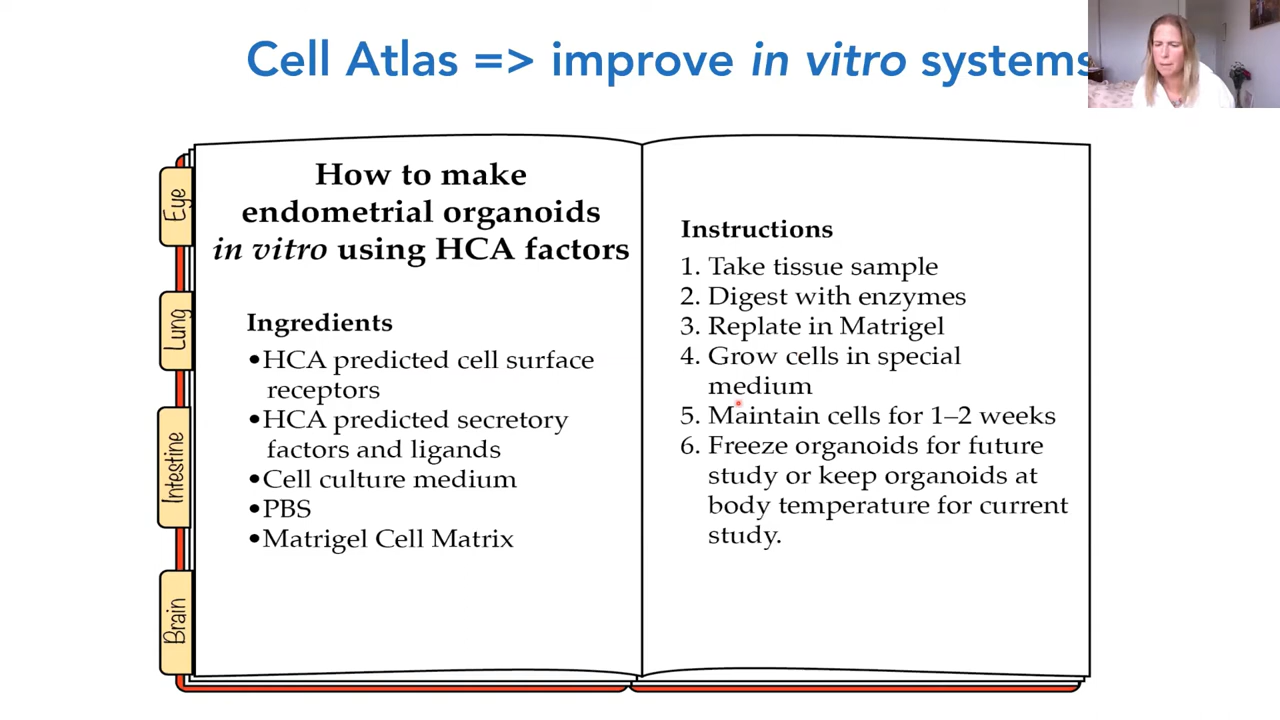 Cell Atlas => improve in vitro systems
How to make
endometrial organoids
in vitro using HCA factors
Ingredients
•HCA predicted cell surface
receptors
•HCA predicted secretory
factors and ligands
•Cell culture medium
•PBS
•Matrigel Cell Matrix
Instructions
1. Take tissue sample
2. Digest with enzymes
3. Replate in Matrigel
4. Grow cells in special
medium
5. Maintain cells for 1–2 weeks
6. Freeze organoids for future
study or keep organoids at
body temperature for current
study.
Eye
Lung
Intestine
Brain